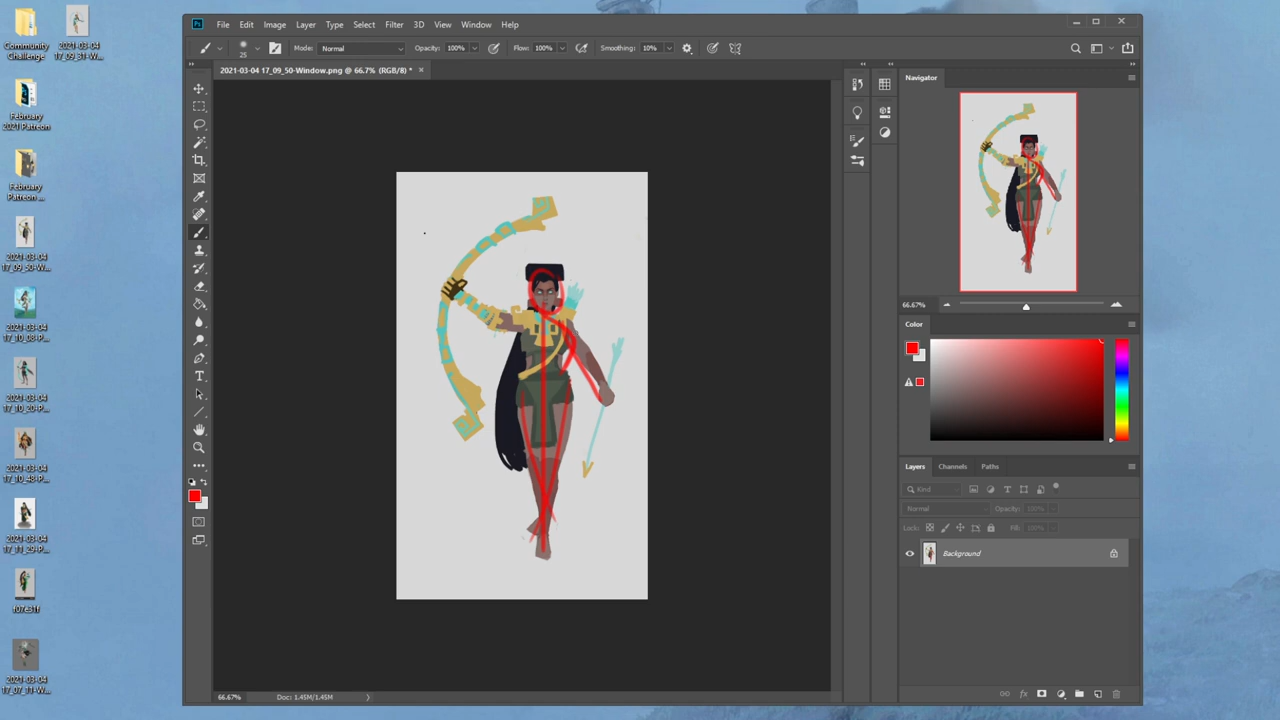 Ps File Edit Image Layer Type Select Filter 3D View Window Help
25 Mode: Normal Opacity: 100% Flow: 100% Smoothing: 10%
2021-03-04 17_09_50-Window.png @ 66.7% (RGB/8) *
Community Challenge
2021-03-04 17_09_31-W...
February 2021 Patreon
February Patreon ...
2021-03-04 17_09_50-W...
2021-03-04 17_10_08-P...
2021-03-04 17_10_20-P...
2021-03-04 17_10_48-P...
2021-03-04 17_11_29-P...
2021-03-04 17_07_11-W...
Navigator
66.67%
Color
Layers Channels Paths
Kind
Normal Opacity: 100%
Lock: Fill: 100%
Background
fx
66.67% Doc: 1.45M/1.45M